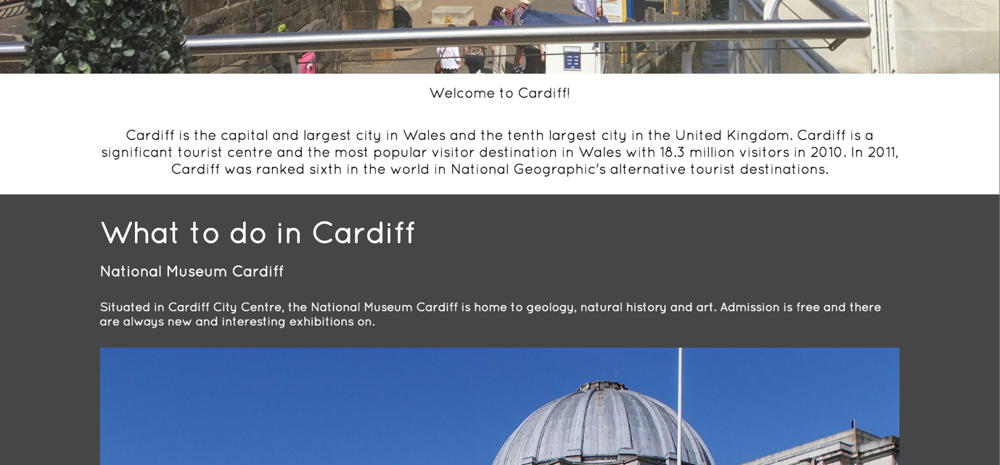 Welcome to Cardiff!
Cardiff is the capital and largest city in Wales and the tenth largest city in the United Kingdom. Cardiff is a
significant tourist centre and the most popular visitor destination in Wales with 18.3 million visitors in 2010. In 2011,
Cardiff was ranked sixth in the world in National Geographic's alternative tourist destinations.
What to do in Cardiff
National Museum Cardiff
Situated in Cardiff City Centre, the National Museum Cardiff is home to geology, natural history and art. Admission is free and there
are always new and interesting exhibitions on.